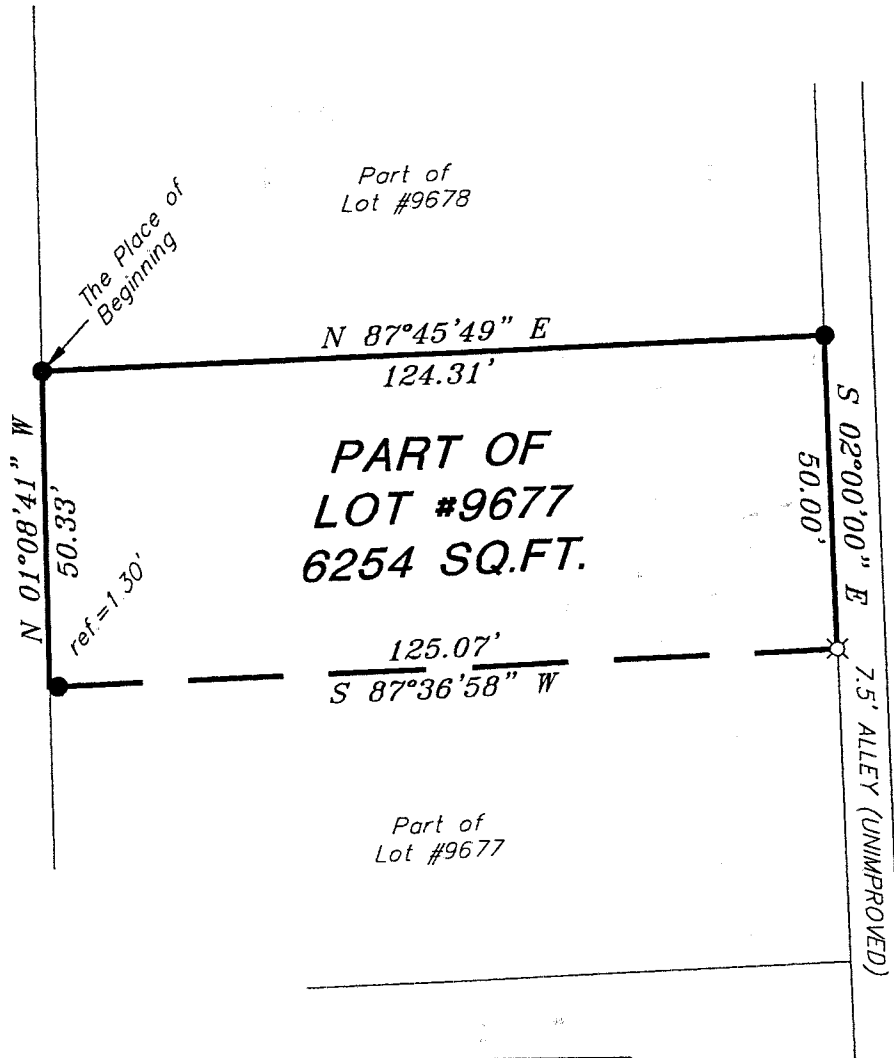 Part of
Lot #9678
The Place of
Beginning
N 87°45'49" E
124.31'
N 01°08'41" W
50.33'
PART OF
LOT #9677
6254 SQ.FT.
S 02°00'00" E
50.00'
ref.=1.30'
125.07'
S 87°36'58" W
7.5' ALLEY (UNIMPROVED)
Part of
Lot #9677